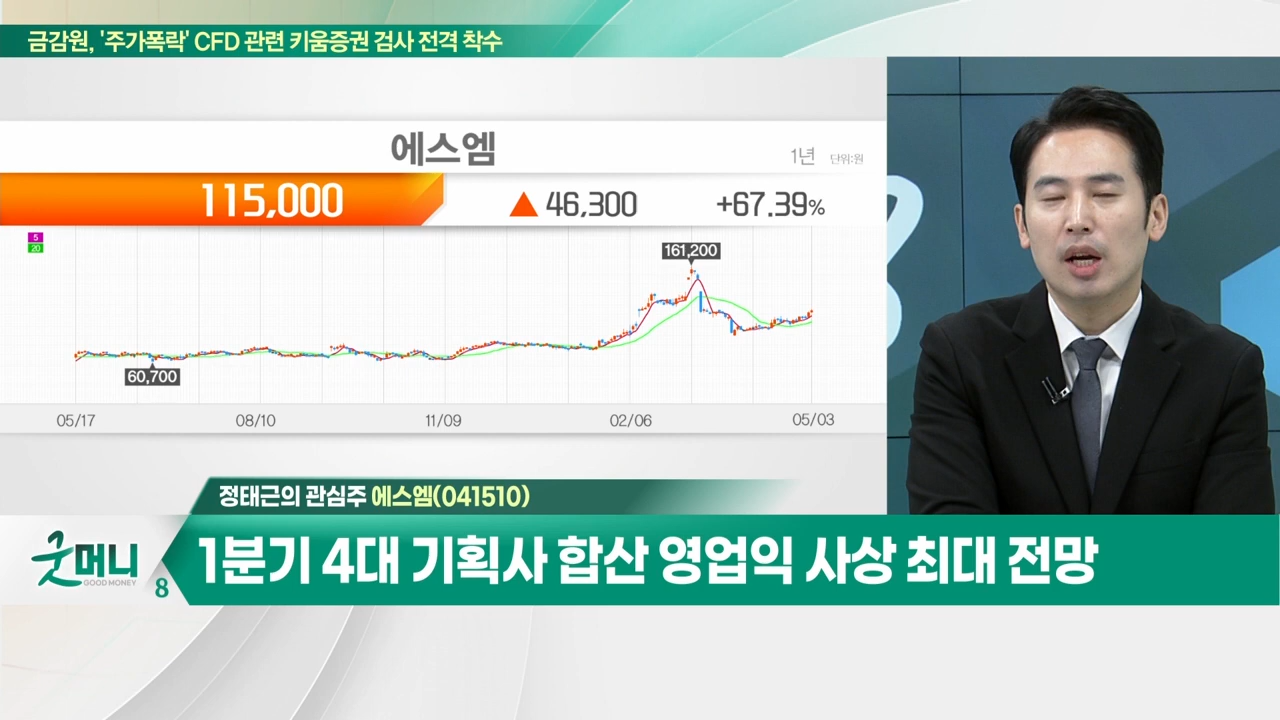 금감원, '주가폭락' CFD 관련 키움증권 검사 전격 착수
에스엠
1년 단위:원
115,000 ▲ 46,300 +67.39%
5
20
161,200
60,700
05/17 08/10 11/09 02/06 05/03
정태근의 관심주 에스엠(041510)
굿머니
GOOD MONEY
8
1분기 4대 기획사 합산 영업익 사상 최대 전망